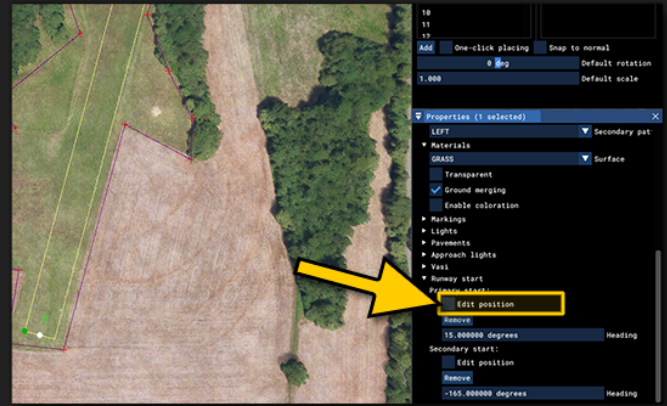 10
11
12
Add One-click placing Snap to normal
0 deg Default rotation
1.000 Default scale
Properties (1 selected)
LEFT Secondary pat
Materials
GRASS Surface
Transparent
Ground merging
Enable coloration
Markings
Lights
Pavements
Approach lights
Vasi
Runway start
Primary start:
Edit position
Remove
15.000000 degrees Heading
Secondary start:
Edit position
Remove
-165.000000 degrees Heading